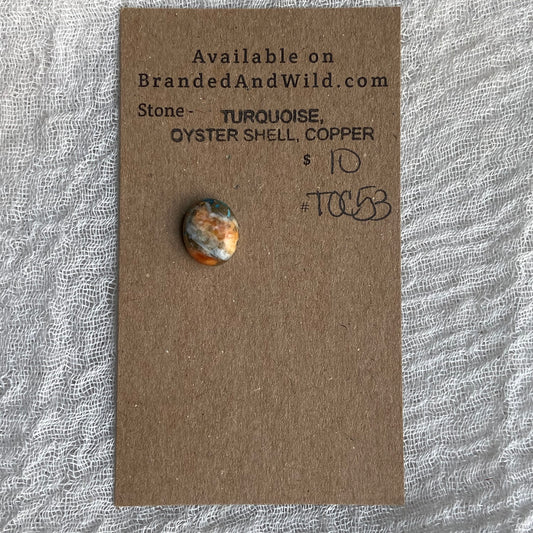 Available on
BrandedAndWild.com
Stone - TURQUOISE,
OYSTER SHELL, COPPER
$ 10
#TOC53